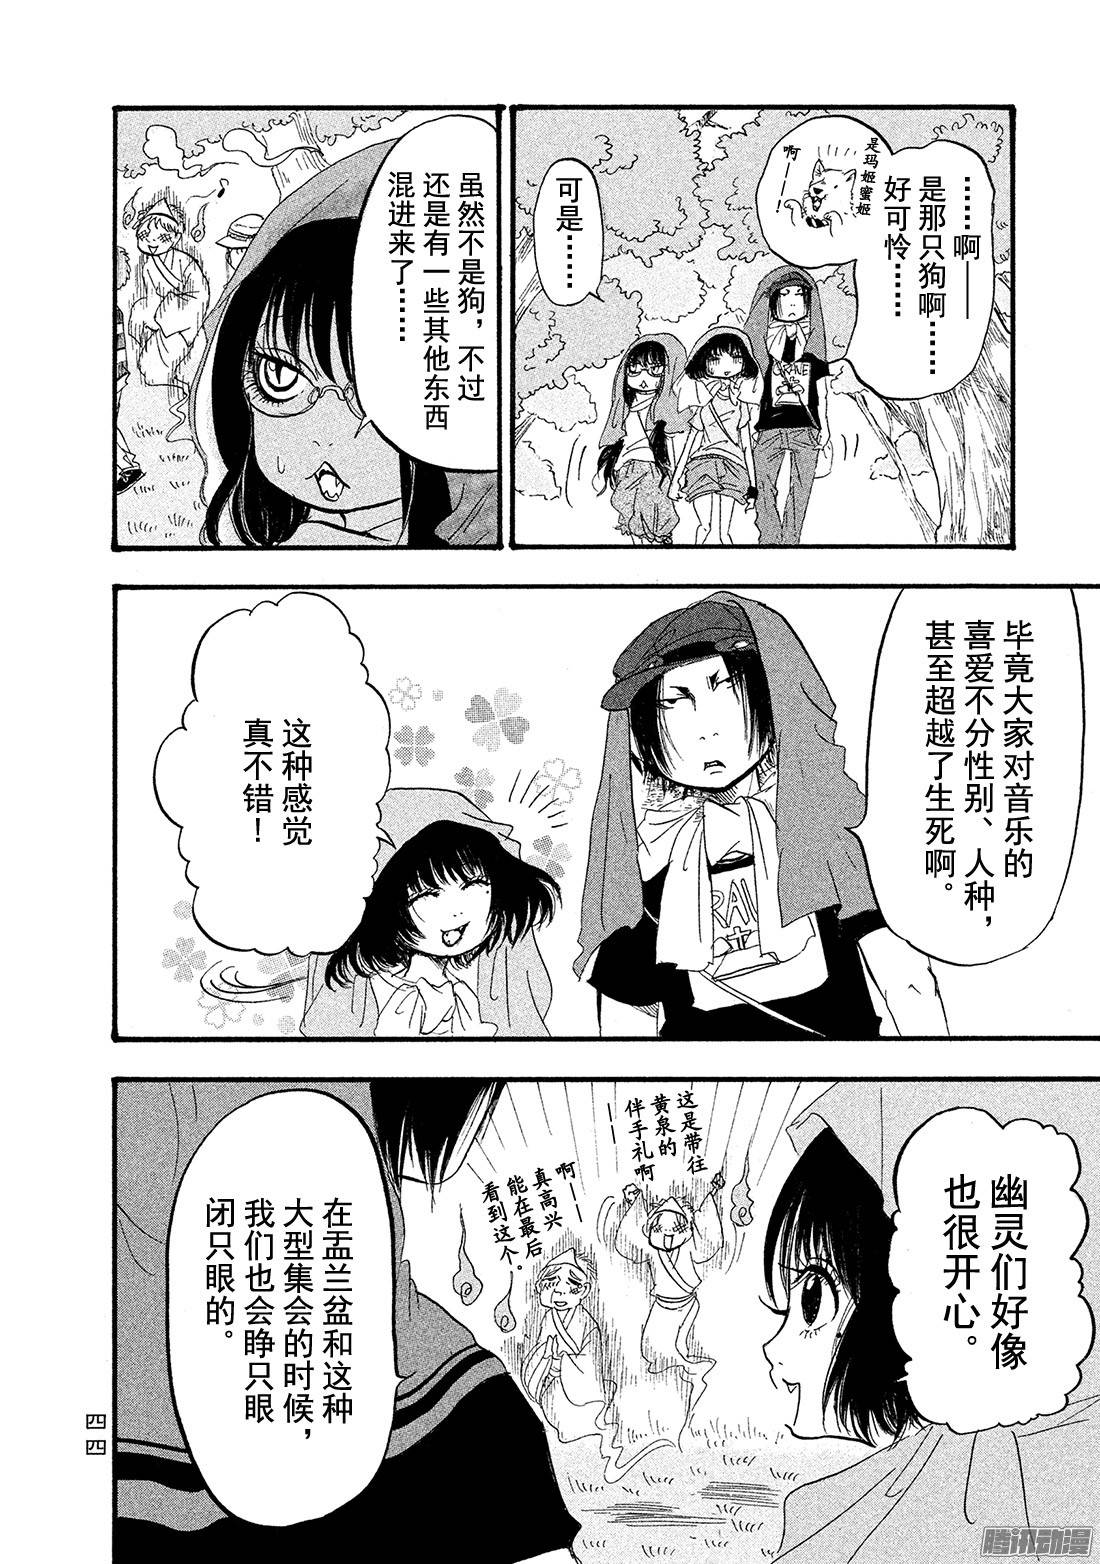 ……啊——
是那只狗啊……
好可怜……
是玛姬蜜姬
啊——
可是……
CRANE
虽然不是狗，不过
还是有一些其他东西
混进来了……
毕竟大家对音乐的
喜爱不分性别、人种，
甚至超越了生死啊。
这种感觉
真不错！
幽灵们好像
也很开心。
这是带往
黄泉的
伴手礼啊
——
啊——
真高兴
能在最后
看到这个。
在盂兰盆和这种
大型集会的时候，
我们也会睁只眼
闭只眼的。
四四
腾讯动漫